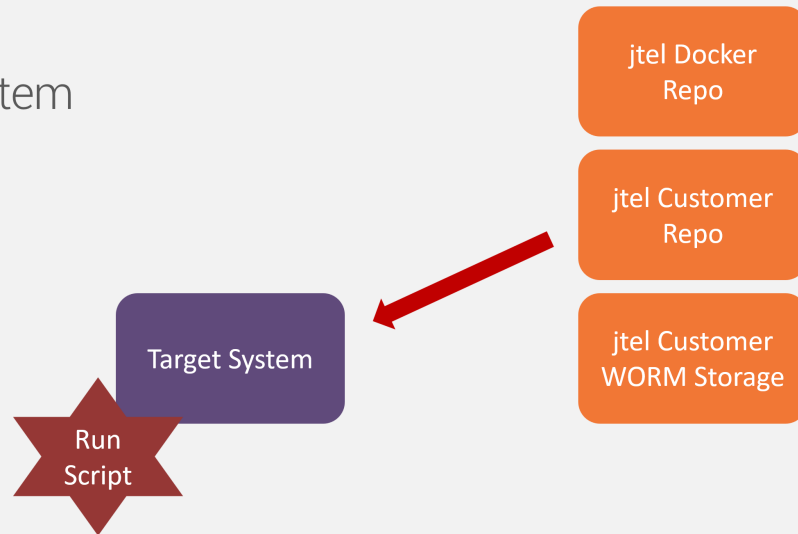 tem
jtel Docker
Repo
jtel Customer
Repo
Target System
jtel Customer
WORM Storage
Run
Script